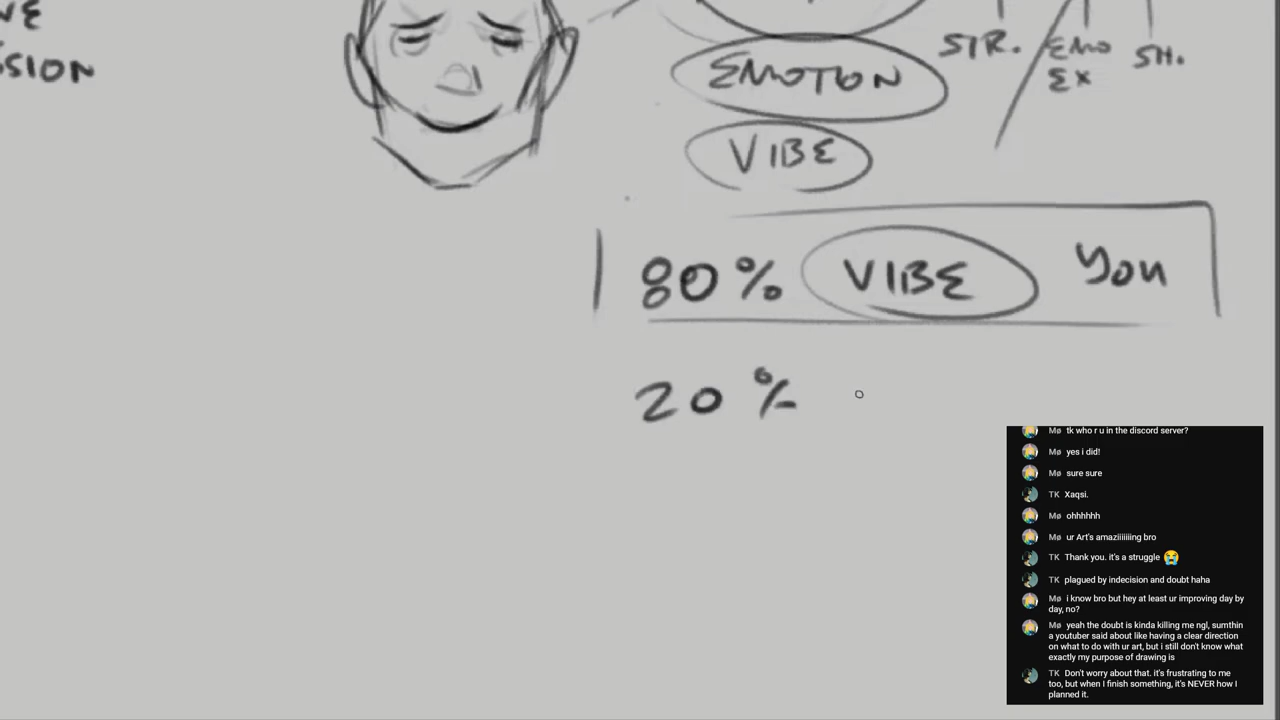 SIR.
EMO
EX
SH.
EMOTION
VIBE
80% VIBE You
20%
Mø tk who r u in the discord server?
Mø yes i did!
Mø sure sure
TK Xaqsi.
Mø ohhhhhh
Mø ur Art's amaziiiiiiing bro
TK Thank you. it's a struggle 😭
TK plagued by indecision and doubt haha
Mø i know bro but hey at least ur improving day by
day, no?
Mø yeah the doubt is kinda killing me ngl, sumthin
a youtuber said about like having a clear direction
on what to do with ur art, but i still don't know what
exactly my purpose of drawing is
TK Don't worry about that. it's frustrating to me
too, but when I finish something, it's NEVER how I
planned it.